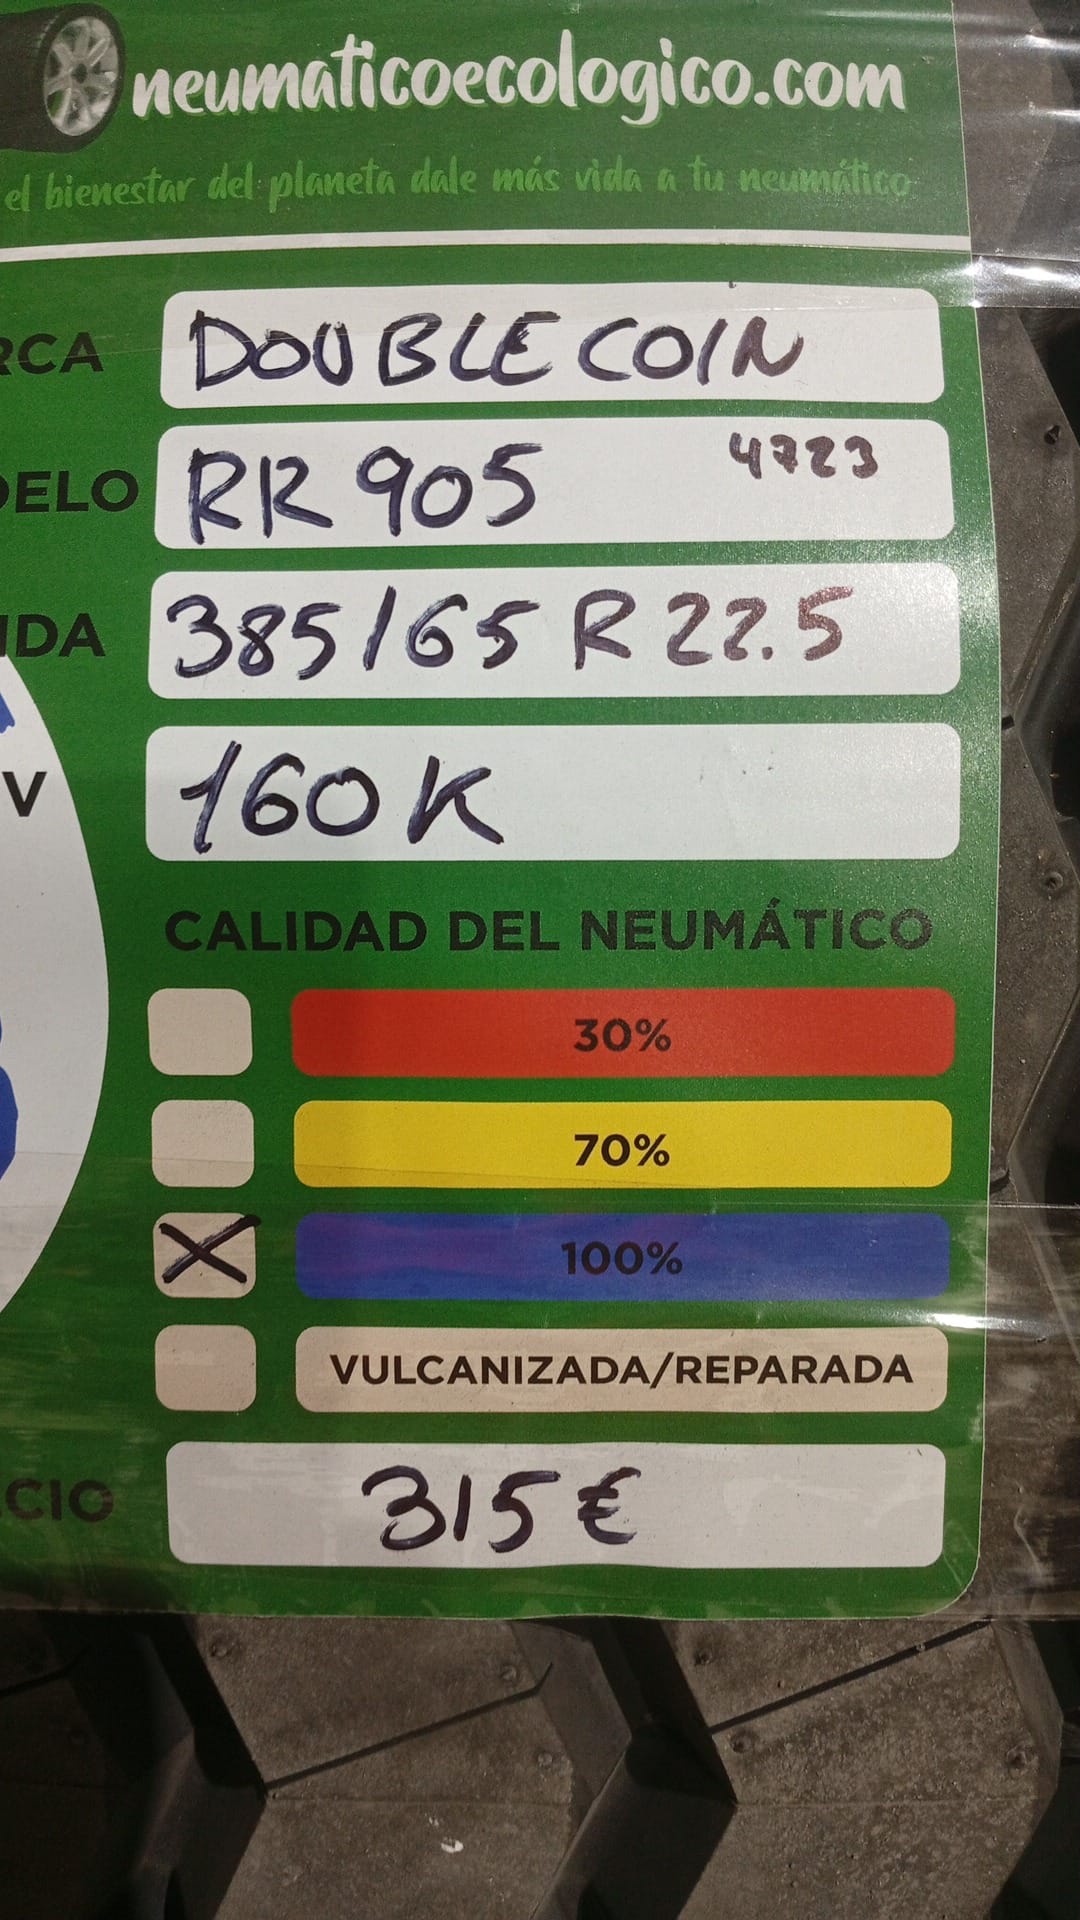 neumaticoecologico.com
el bienestar del planeta dale más vida a tu neumático
RCA DOUBLE COIN
DELO RR 905 4723
IDA 385/65 R 22.5
V 160 K
CALIDAD DEL NEUMÁTICO
30%
70%
X 100%
VULCANIZADA/REPARADA
CIO 315 €